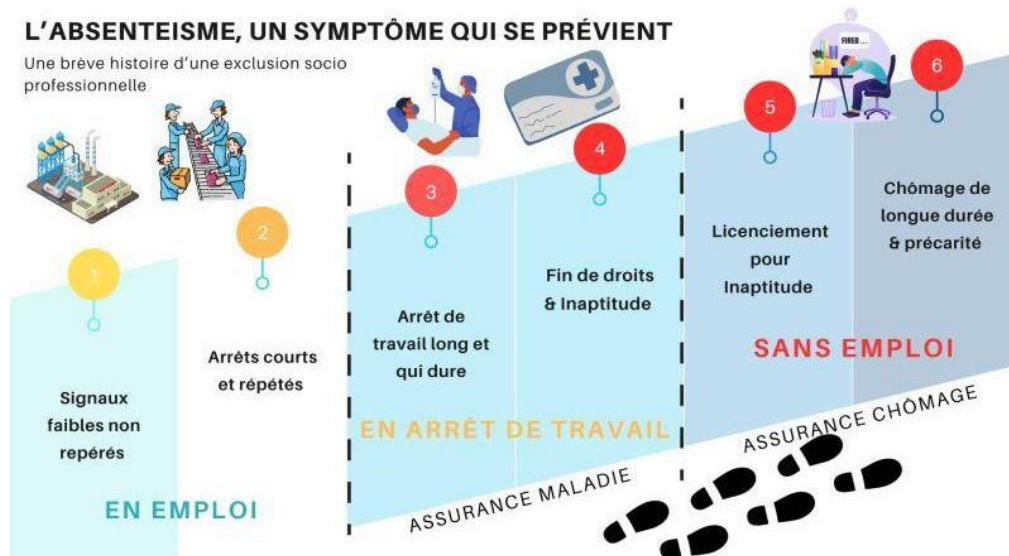 L'ABSENTEISME, UN SYMPTÔME QUI SE PRÉVIENT
Une brève histoire d'une exclusion socio
professionnelle
1
Signaux
faibles non
repérés
2
Arrêts courts
et répétés
EN EMPLOI
3
Arrêt de
travail long et
qui dure
4
Fin de droits
& Inaptitude
EN ARRÊT DE TRAVAIL
ASSURANCE MALADIE
5
Licenciement
pour
Inaptitude
FIRED...
6
Chômage de
longue durée
& précarité
SANS EMPLOI
ASSURANCE CHÔMAGE